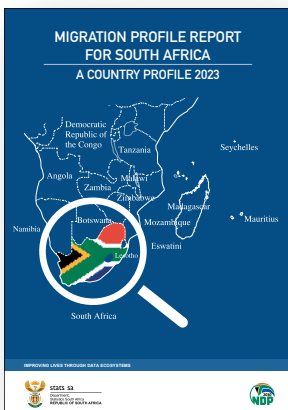 MIGRATION PROFILE REPORT
FOR SOUTH AFRICA
A COUNTRY PROFILE 2023
Democratic
Republic of
the Congo
Tanzania
Seychelles
Angola
Malawi
Zambia
Zimbabwe
Madagascar
Botswana
Mozambique
Mauritius
Namibia
Eswatini
Lesotho
South Africa
IMPROVING LIVES THROUGH DATA ECOSYSTEMS
stats sa
Department:
Statistics South Africa
REPUBLIC OF SOUTH AFRICA
NDP